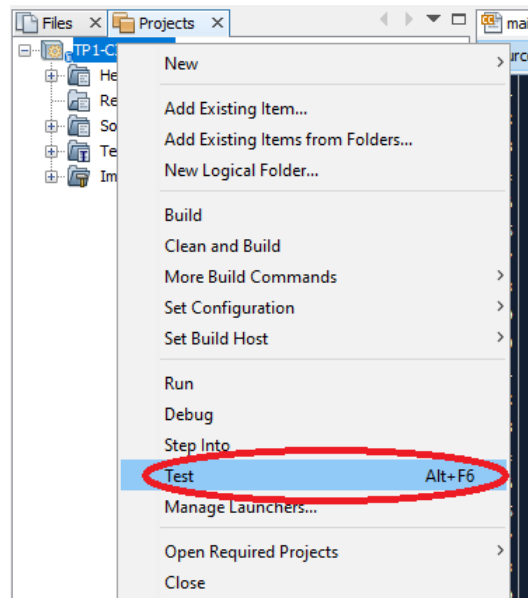 Files Projects mai
TP1-C
urc
He
Re
So
Te
Im
New
Add Existing Item...
Add Existing Items from Folders...
New Logical Folder...
Build
Clean and Build
More Build Commands
Set Configuration
Set Build Host
Run
Debug
Step Into
Test Alt+F6
Manage Launchers...
Open Required Projects
Close